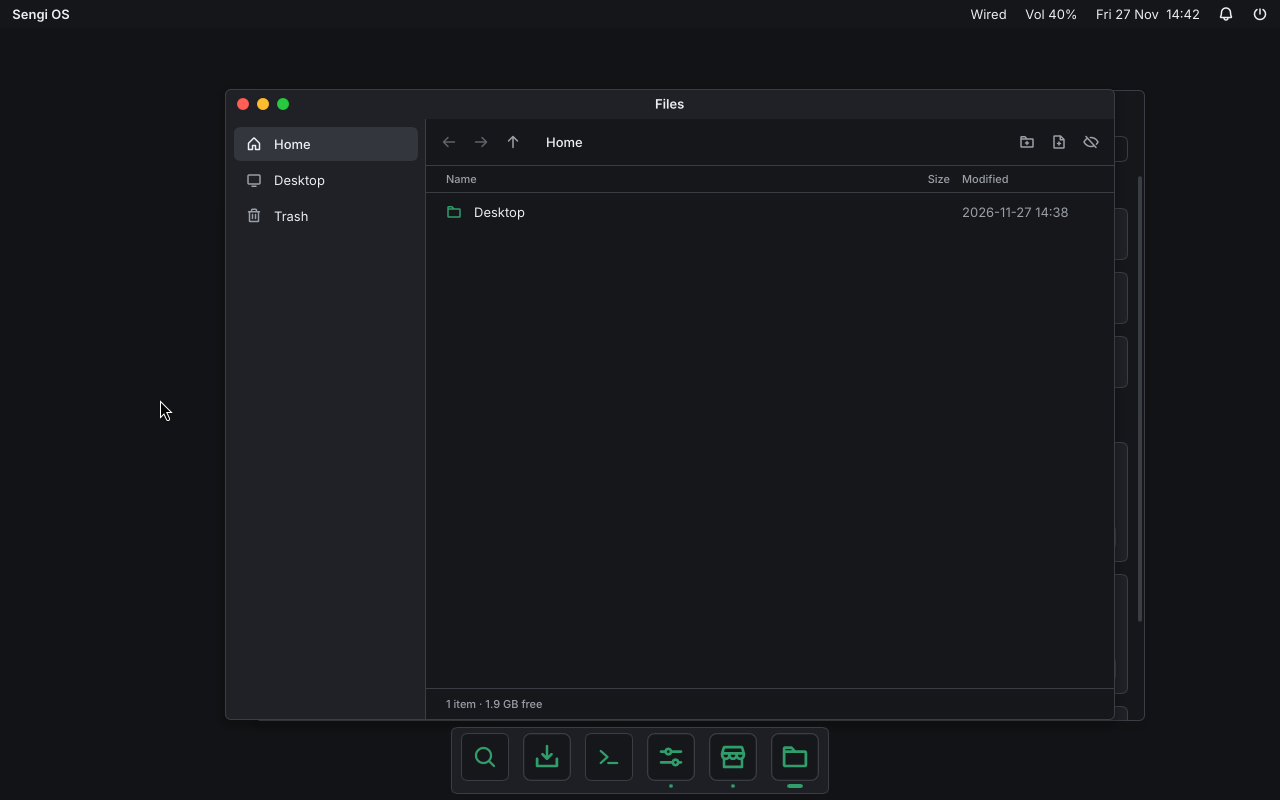 Sengi OS
Wired
Vol 40%
Fri 27 Nov 14:42
Files
Home
Desktop
Trash
Home
Name
Size
Modified
Desktop
2026-11-27 14:38
1 item · 1.9 GB free